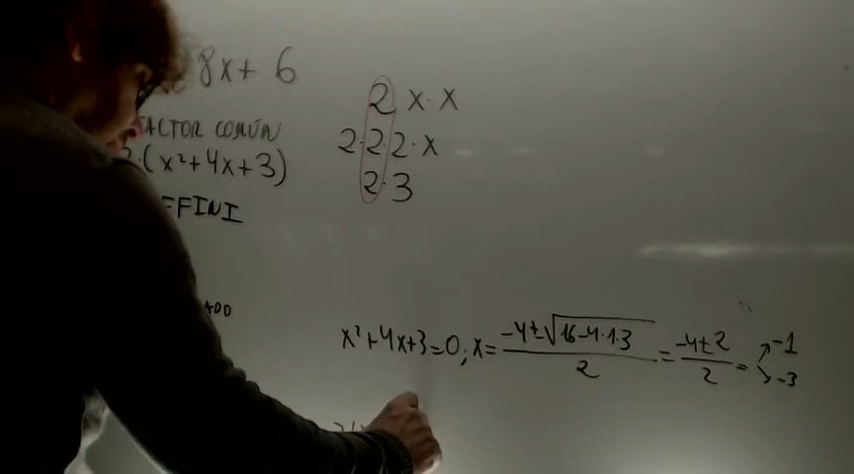 8x + 6
FACTOR COMÚN
2·(x²+4x+3)
2 x·x
2·2·2·x
2·3
x²+4x+3=0; x= (-4±√(16-4·1·3))/2 = (-4±2)/2 = ↗-1 ↘-3